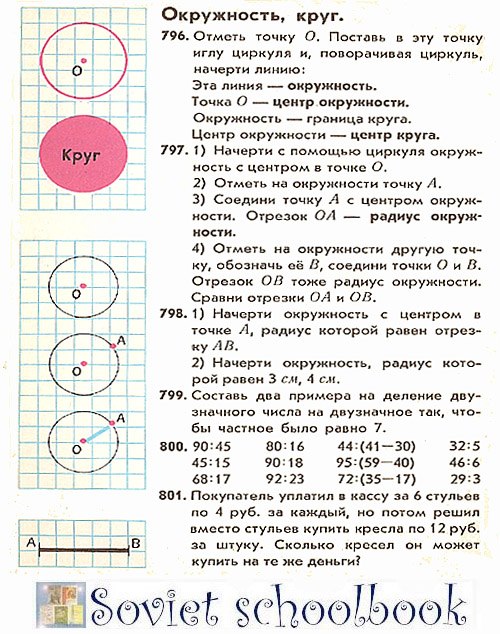 Окружность, круг.
796. Отметь точку О. Поставь в эту точку
иглу циркуля и, поворачивая циркуль,
начерти линию:
Эта линия — окружность.
Точка О — центр окружности.
Окружность — граница круга.
Центр окружности — центр круга.
797. 1) Начерти с помощью циркуля окруж-
ность с центром в точке О.
2) Отметь на окружности точку А.
3) Соедини точку А с центром окруж-
ности. Отрезок ОА — радиус окруж-
ности.
4) Отметь на окружности другую точ-
ку, обозначь её В, соедини точки О и В.
Отрезок ОВ тоже радиус окружности.
Сравни отрезки ОА и ОВ.
798. 1) Начерти окружность с центром в
точке А, радиус которой равен отрез-
ку АВ.
2) Начерти окружность, радиус кото-
рой равен 3 см, 4 см.
799. Составь два примера на деление дву-
значного числа на двузначное так, что-
бы частное было равно 7.
800. 90:45 80:16 44:(41—30) 32:5
45:15 90:18 95:(59—40) 46:6
68:17 92:23 72:(35—17) 29:3
801. Покупатель уплатил в кассу за 6 стульев
по 4 руб. за каждый, но потом решил
вместо стульев купить кресла по 12 руб.
за штуку. Сколько кресел он может
купить на те же деньги?
О
Круг
О
А
О
А
О
А В
Soviet schoolbook